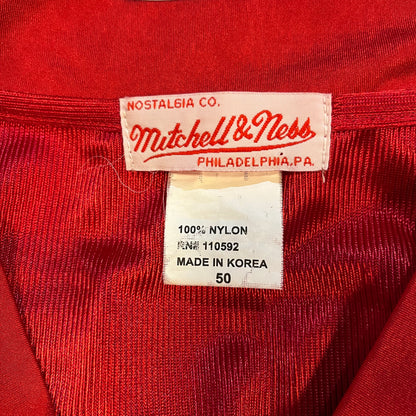 NOSTALGIA CO.
Mitchell & Ness
PHILADELPHIA, PA.
100% NYLON
RN# 110592
MADE IN KOREA
50